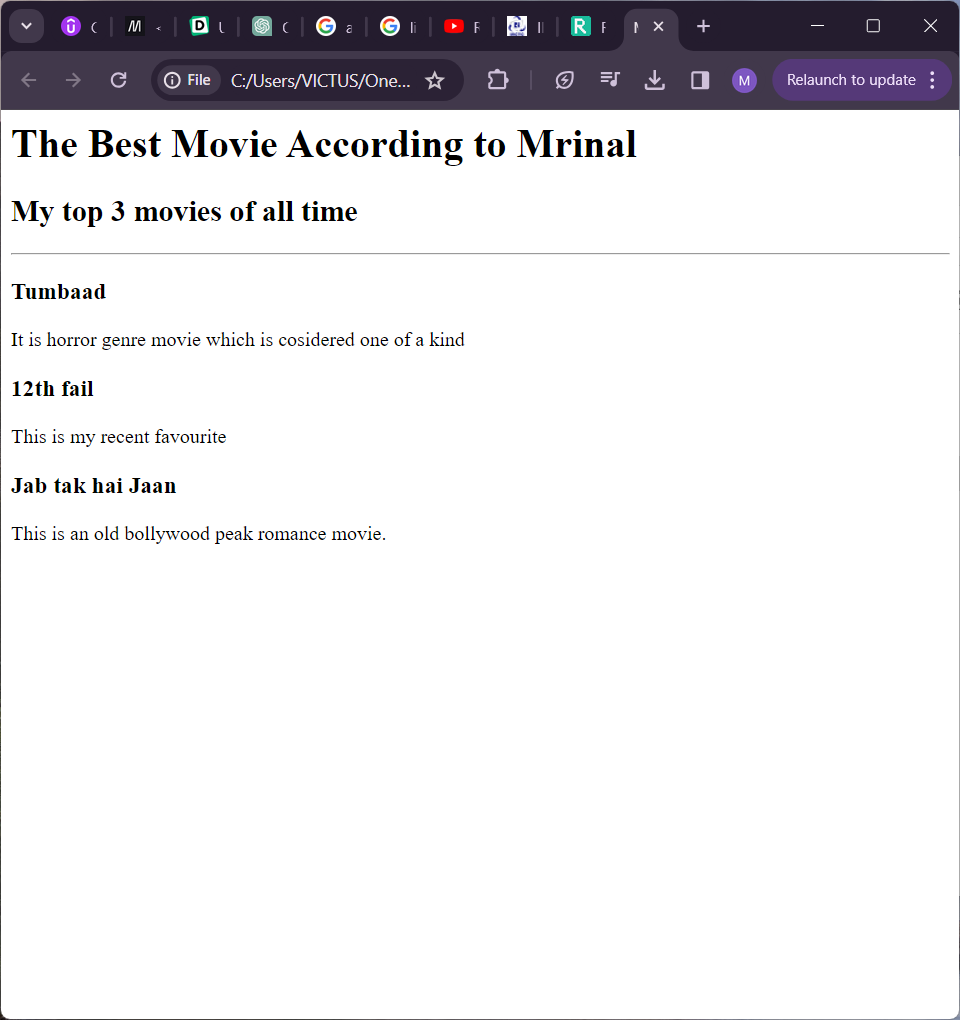 File
C:/Users/VICTUS/One...
M
Relaunch to update
The Best Movie According to Mrinal
My top 3 movies of all time
Tumbaad
It is horror genre movie which is cosidered one of a kind
12th fail
This is my recent favourite
Jab tak hai Jaan
This is an old bollywood peak romance movie.